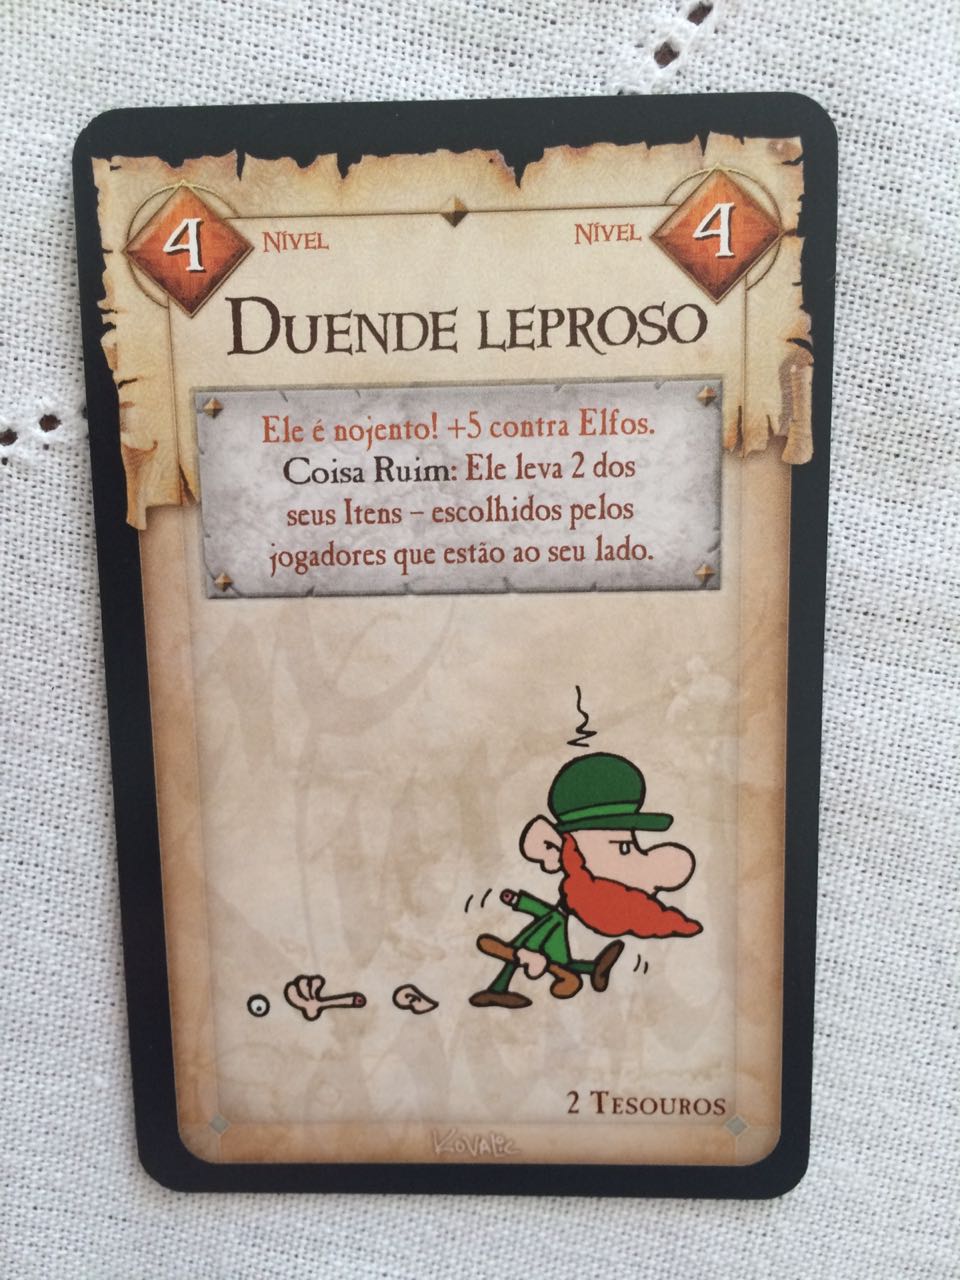 4 NÍVEL NÍVEL 4
DUENDE LEPROSO
Ele é nojento! +5 contra Elfos.
Coisa Ruim: Ele leva 2 dos
seus Itens – escolhidos pelos
jogadores que estão ao seu lado.
2 TESOUROS
KOVALIC